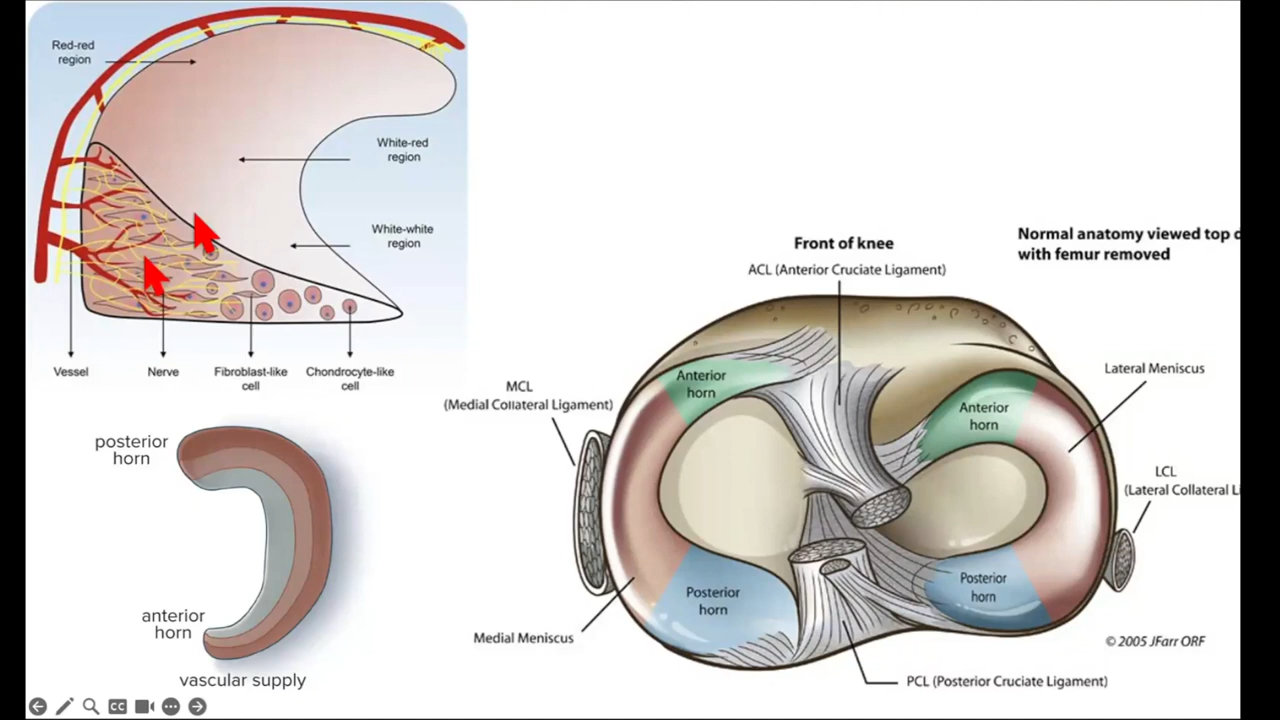 Red-red
region
White-red
region
White-white
region
Vessel
Nerve
Fibroblast-like
cell
Chondrocyte-like
cell
posterior
horn
anterior
horn
vascular supply
Front of knee
Normal anatomy viewed top d
with femur removed
ACL (Anterior Cruciate Ligament)
Anterior
horn
Lateral Meniscus
MCL
(Medial Collateral Ligament)
Anterior
horn
LCL
(Lateral Collateral Li
Posterior
horn
Posterior
horn
Medial Meniscus
© 2005 JFarr ORF
PCL (Posterior Cruciate Ligament)
CC